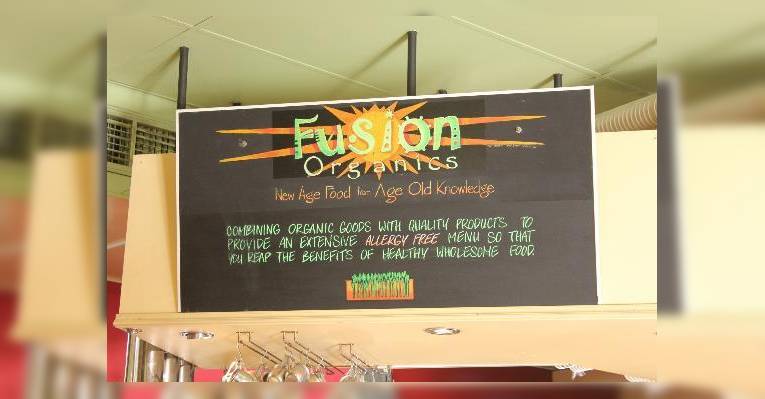 Fusion
Organics
New Age Food for Age Old Knowledge
COMBINING ORGANIC GOODS WITH QUALITY PRODUCTS TO
PROVIDE AN EXTENSIVE ALLERGY FREE MENU SO THAT
YOU REAP THE BENEFITS OF HEALTHY WHOLESOME FOOD.